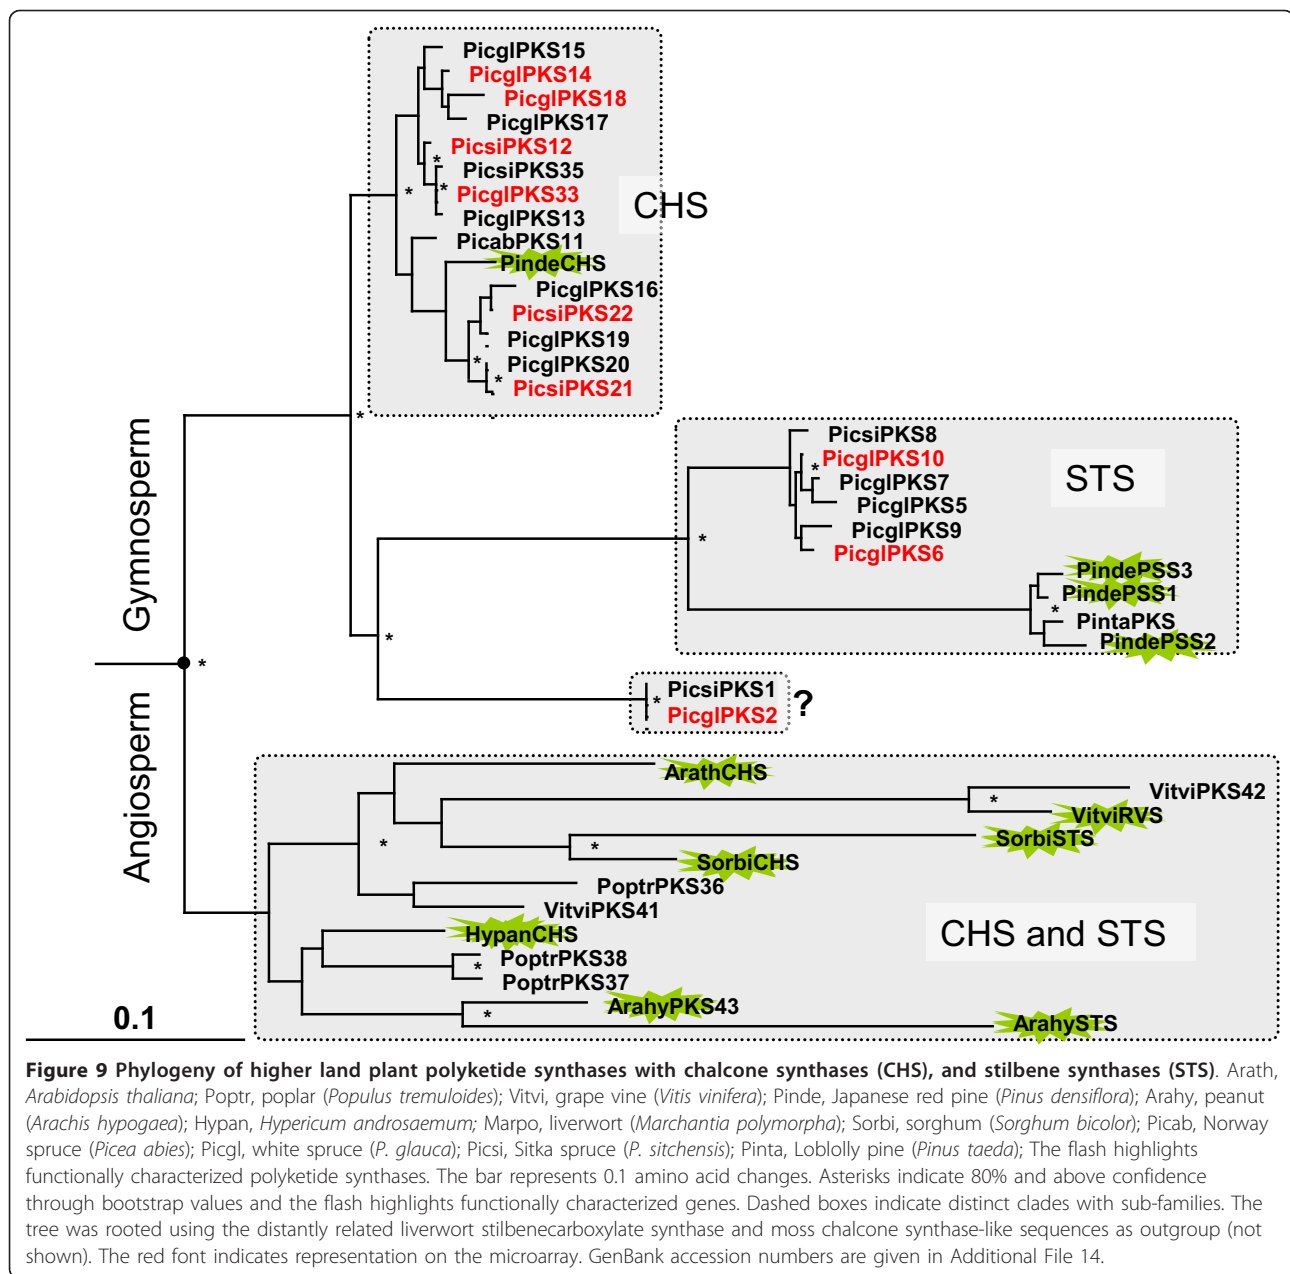 PicglPKS15
PicglPKS14
PicglPKS18
PicglPKS17
PicsiPKS12
*
PicsiPKS35
*
*
PicglPKS33
CHS
PicglPKS13
PicabPKS11
PindeCHS
PicglPKS16
PicsiPKS22
PicglPKS19
*
PicglPKS20
*
PicsiPKS21
*
Gymnosperm
PicsiPKS8
PicglPKS10
*
STS
PicglPKS7
PicglPKS5
PicglPKS9
*
PicglPKS6
PindePSS3
PindePSS1
*
PintaPKS
*
PindePSS2
*
PicsiPKS1
*
?
PicglPKS2
Angiosperm
ArathCHS
VitviPKS42
*
VitviRVS
SorbiSTS
*
*
SorbiCHS
PoptrPKS36
VitviPKS41
HypanCHS
CHS and STS
PoptrPKS38
*
PoptrPKS37
ArahyPKS43
*
ArahySTS
0.1
Figure 9 Phylogeny of higher land plant polyketide synthases with chalcone synthases (CHS), and stilbene synthases (STS). Arath,
Arabidopsis thaliana; Poptr, poplar (Populus tremuloides); Vitvi, grape vine (Vitis vinifera); Pinde, Japanese red pine (Pinus densiflora); Arahy, peanut
(Arachis hypogaea); Hypan, Hypericum androsaemum; Marpo, liverwort (Marchantia polymorpha); Sorbi, sorghum (Sorghum bicolor); Picab, Norway
spruce (Picea abies); Picgl, white spruce (P. glauca); Picsi, Sitka spruce (P. sitchensis); Pinta, Loblolly pine (Pinus taeda); The flash highlights
functionally characterized polyketide synthases. The bar represents 0.1 amino acid changes. Asterisks indicate 80% and above confidence
through bootstrap values and the flash highlights functionally characterized genes. Dashed boxes indicate distinct clades with sub-families. The
tree was rooted using the distantly related liverwort stilbenecarboxylate synthase and moss chalcone synthase-like sequences as outgroup (not
shown). The red font indicates representation on the microarray. GenBank accession numbers are given in Additional File 14.